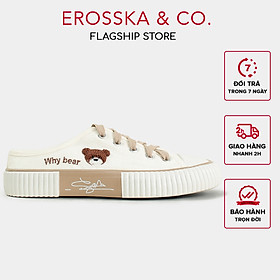 EROSSKA & CO.
FLAGSHIP STORE
7
ĐỔI TRẢ
TRONG 7 NGÀY
2h
GIAO HÀNG
NHANH 2H
BẢO HÀNH
TRỌN ĐỜI
Why bear